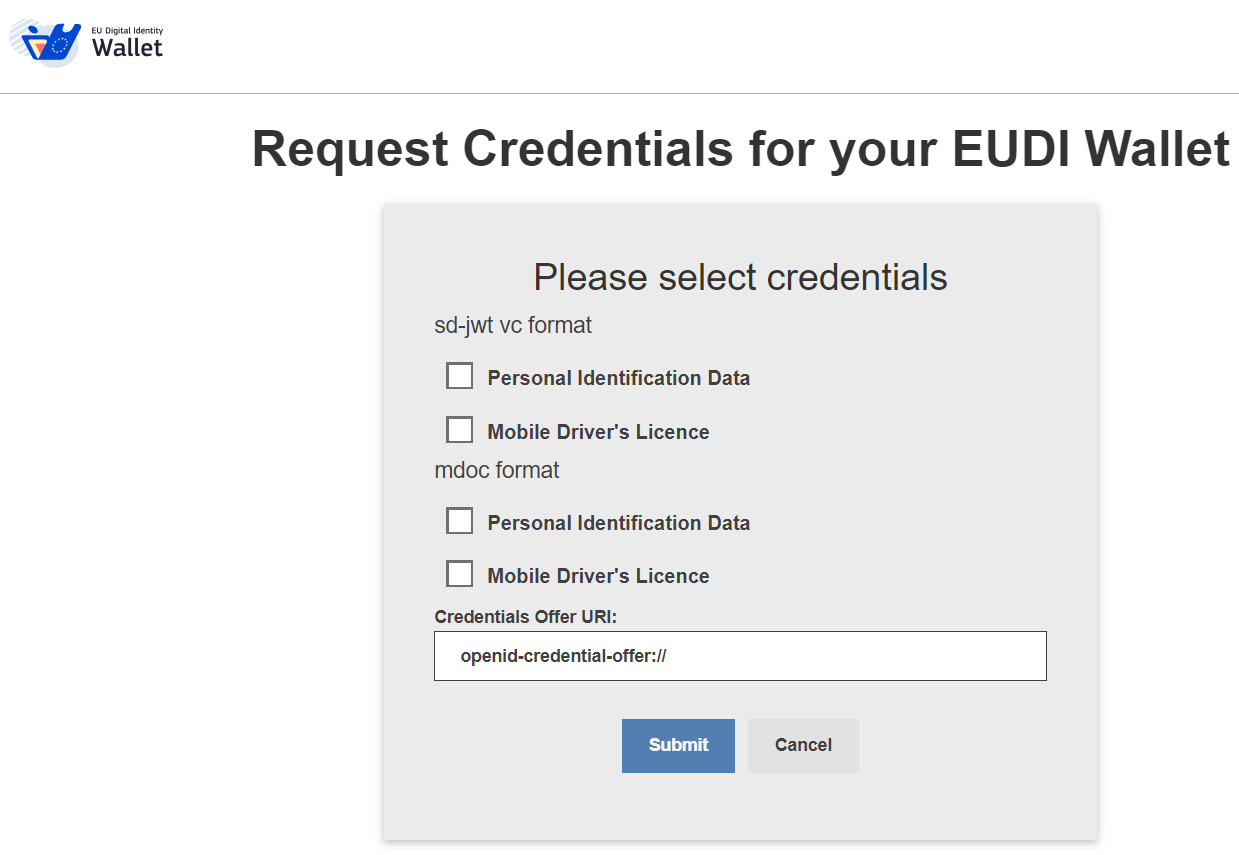 EU Digital Identity
Wallet
Request Credentials for your EUDI Wallet
Please select credentials
sd-jwt vc format
Personal Identification Data
Mobile Driver's Licence
mdoc format
Personal Identification Data
Mobile Driver's Licence
Credentials Offer URI:
openid-credential-offer://
Submit Cancel